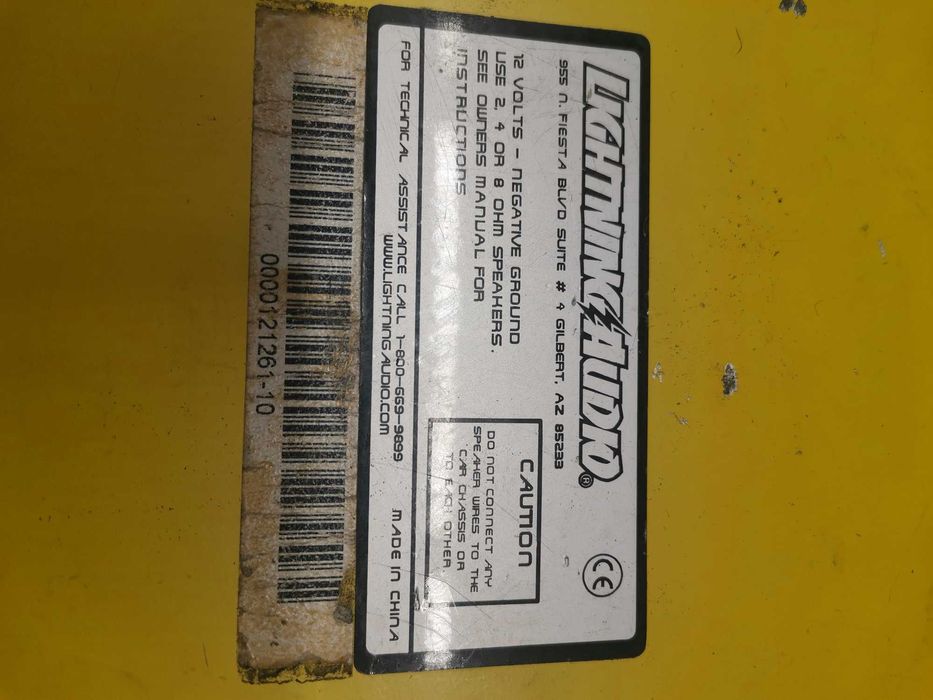 LIGHTNING AUDIO®
955 N. FIESTA BLVD SUITE # 4 GILBERT, AZ 85233
CE
12 VOLTS - NEGATIVE GROUND
USE 2, 4 OR 8 OHM SPEAKERS.
SEE OWNERS MANUAL FOR
INSTRUCTIONS
CAUTION
DO NOT CONNECT ANY
SPEAKER WIRES TO THE
CAR CHASSIS OR
TO EACH OTHER.
FOR TECHNICAL ASSISTANCE CALL 1-800-669-9899
WWW.LIGHTNINGAUDIO.COM
MADE IN CHINA
0000121261-10